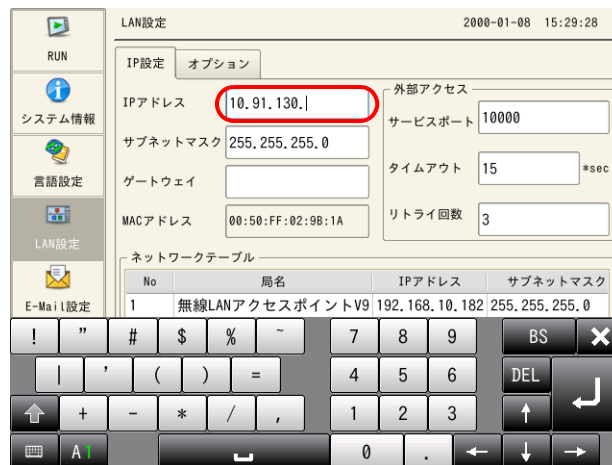 LAN設定 2000-01-08 15:29:28
RUN
システム情報
言語設定
LAN設定
E-Mail設定
IP設定 オプション
IPアドレス 10.91.130.
サブネットマスク 255.255.255.0
ゲートウェイ
MACアドレス 00:50:FF:02:9B:1A
外部アクセス
サービスポート 10000
タイムアウト 15 *sec
リトライ回数 3
ネットワークテーブル
No 局名 IPアドレス サブネットマスク
1 無線LANアクセスポイントV9 192.168.10.182 255.255.255.0
! ” # $ % ~ 7 8 9 BS ×
| ’ ( ) = 4 5 6 DEL
+ - * / , 1 2 3 ↑
A1 0 . ← ↓ →